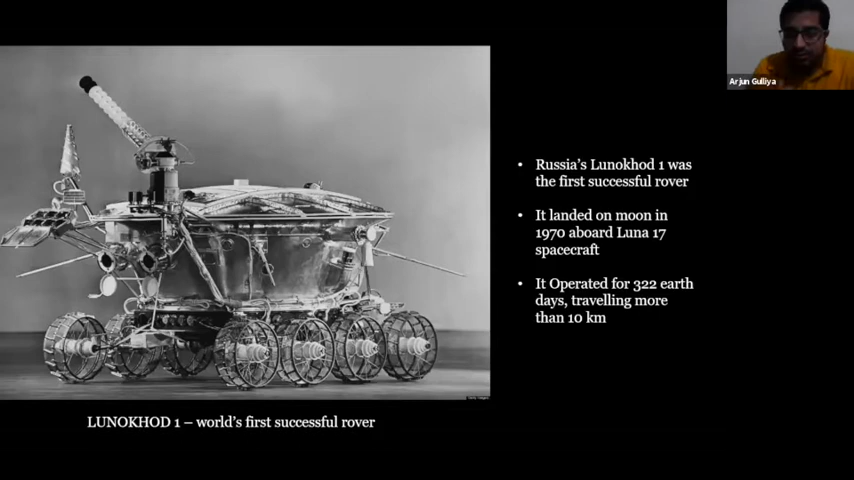 Arjun Gulliya
• Russia's Lunokhod 1 was
the first successful rover
• It landed on moon in
1970 aboard Luna 17
spacecraft
• It Operated for 322 earth
days, travelling more
than 10 km
LUNOKHOD 1 – world's first successful rover